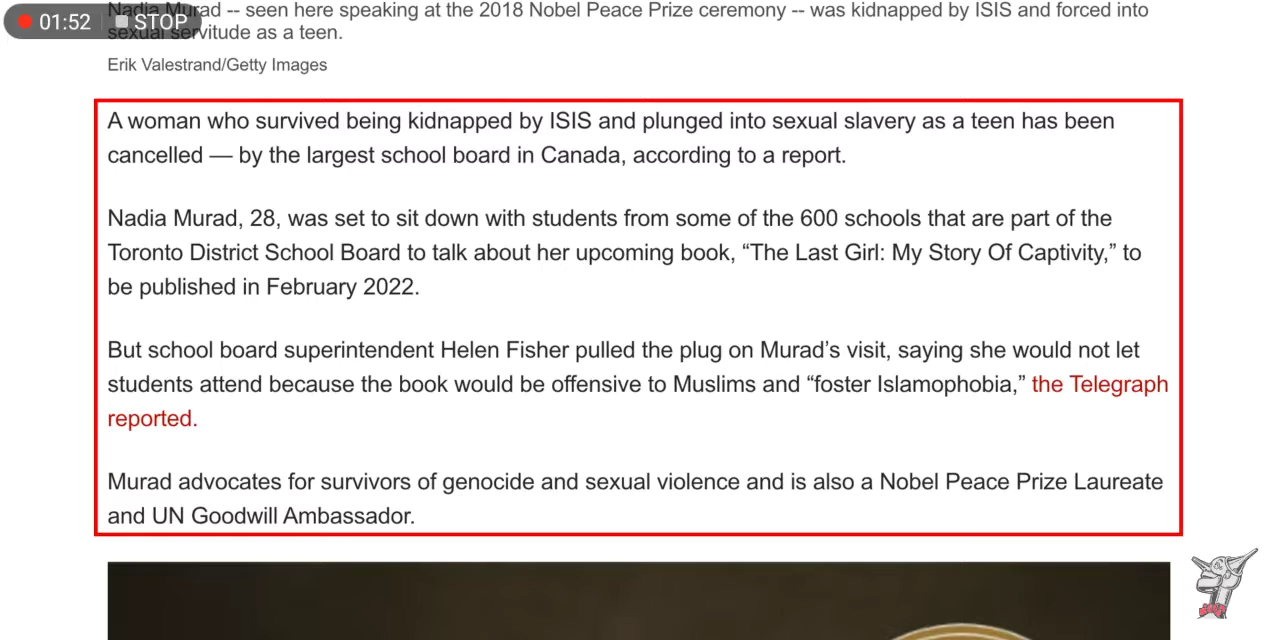 Nadia Murad -- seen here speaking at the 2018 Nobel Peace Prize ceremony -- was kidnapped by ISIS and forced into
01:52 STOP
sexual servitude as a teen.
Erik Valestrand/Getty Images
A woman who survived being kidnapped by ISIS and plunged into sexual slavery as a teen has been
cancelled — by the largest school board in Canada, according to a report.
Nadia Murad, 28, was set to sit down with students from some of the 600 schools that are part of the
Toronto District School Board to talk about her upcoming book, “The Last Girl: My Story Of Captivity,” to
be published in February 2022.
But school board superintendent Helen Fisher pulled the plug on Murad’s visit, saying she would not let
students attend because the book would be offensive to Muslims and “foster Islamophobia,” the Telegraph
reported.
Murad advocates for survivors of genocide and sexual violence and is also a Nobel Peace Prize Laureate
and UN Goodwill Ambassador.